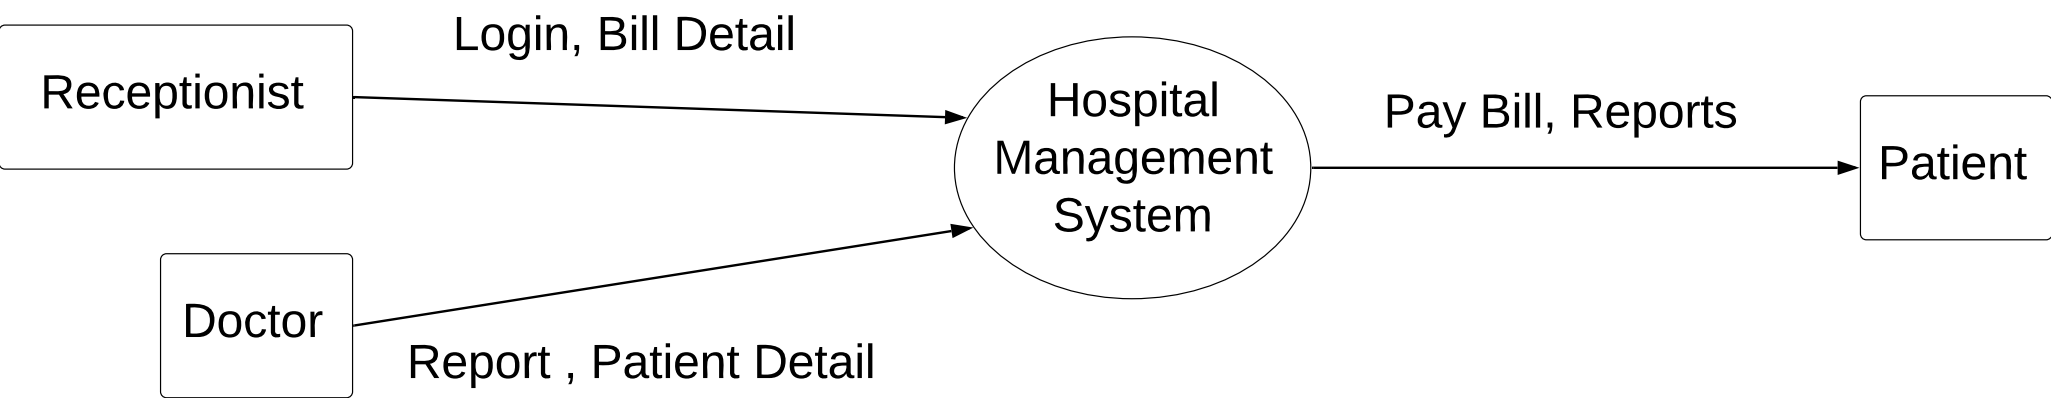 Login, Bill Detail
Receptionist
Hospital
Management
System
Pay Bill, Reports
Patient
Doctor
Report , Patient Detail